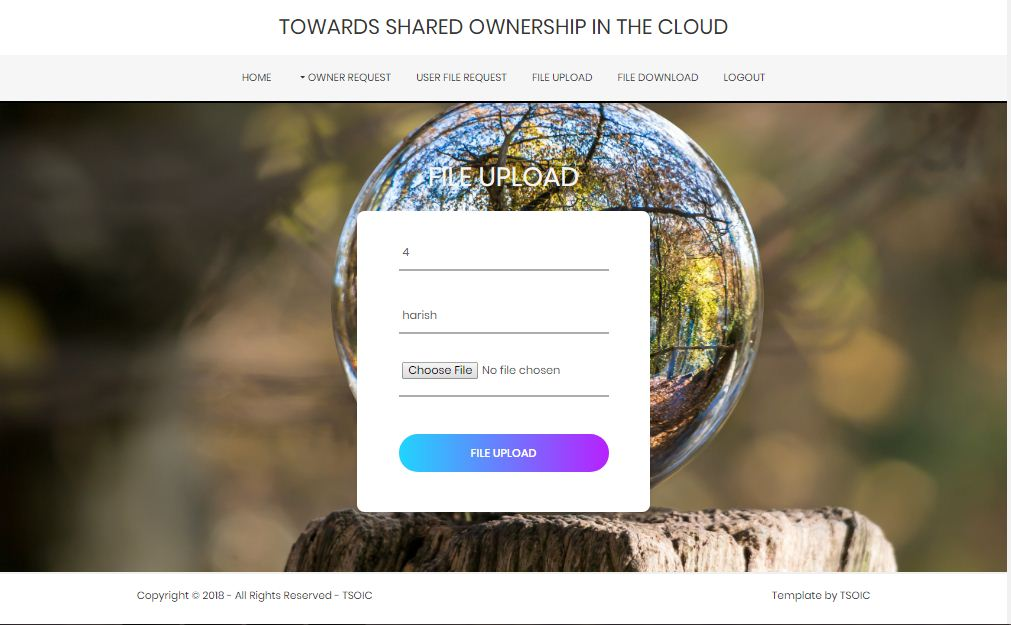 TOWARDS SHARED OWNERSHIP IN THE CLOUD
HOME OWNER REQUEST USER FILE REQUEST FILE UPLOAD FILE DOWNLOAD LOGOUT
FILE UPLOAD
4
harish
Choose File No file chosen
FILE UPLOAD
Copyright © 2018 - All Rights Reserved - TSOIC Template by TSOIC